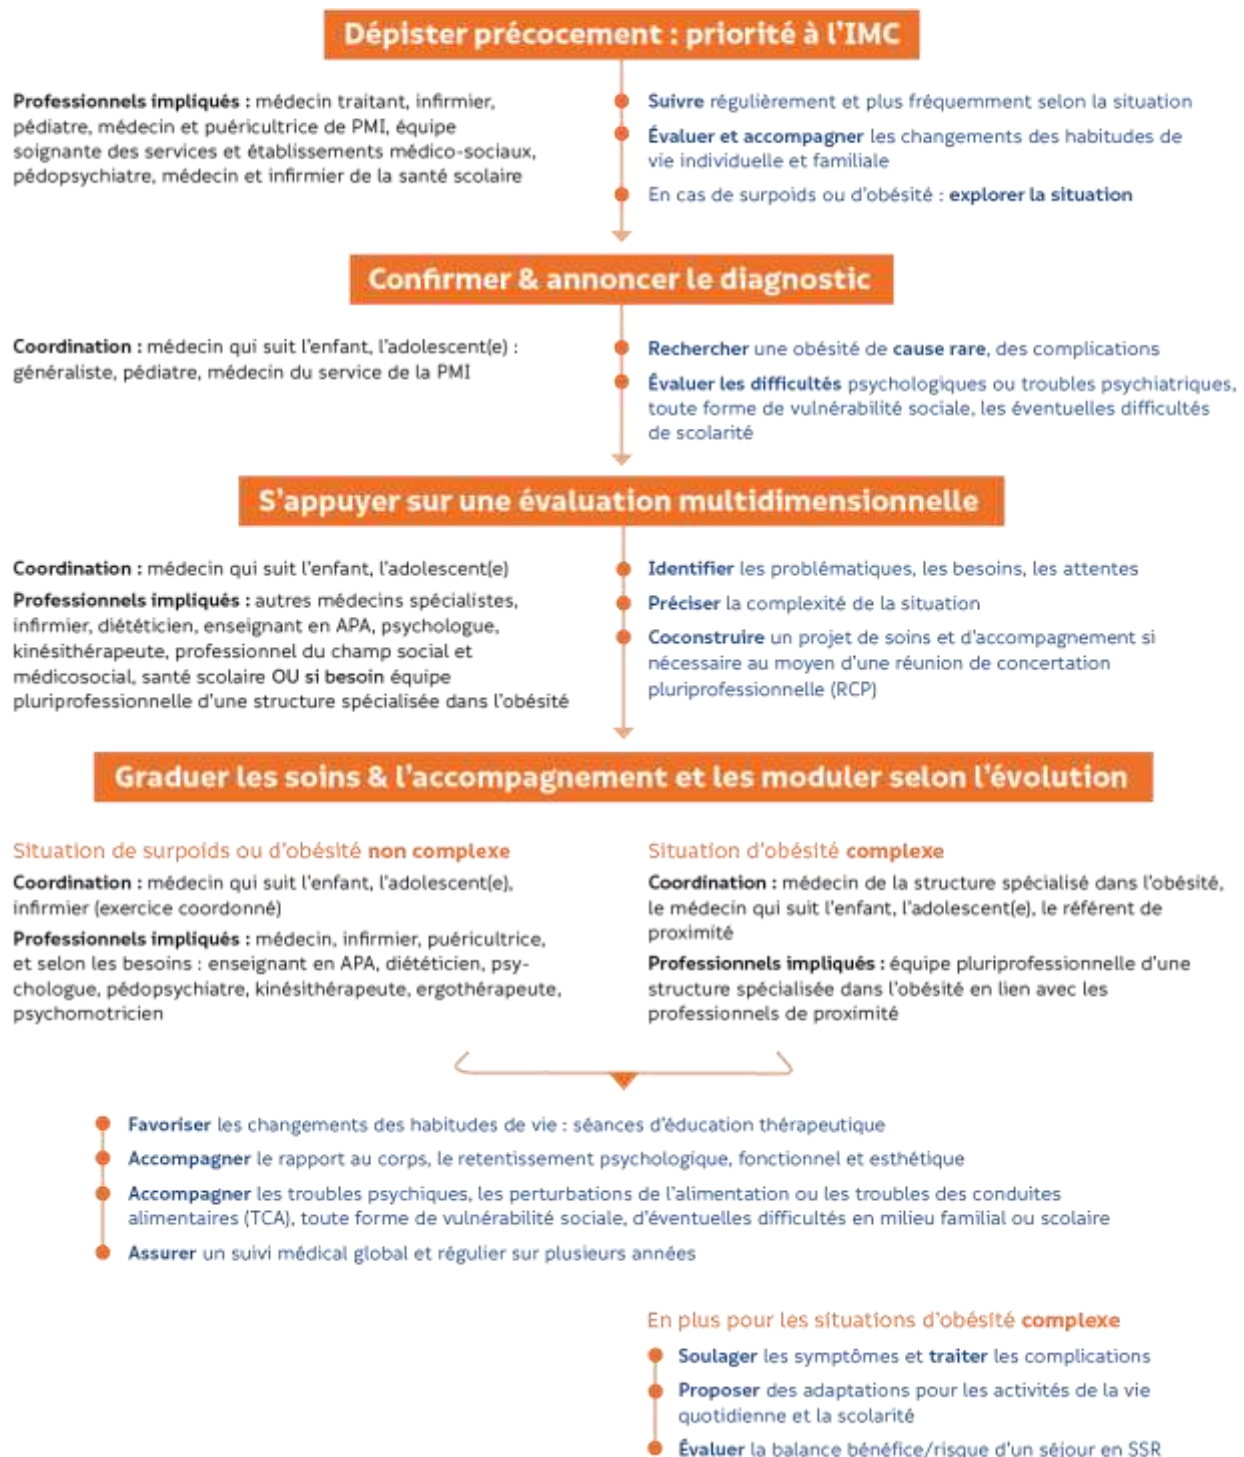 Dépister précocement : priorité à l'IMC
Professionnels impliqués : médecin traitant, infirmier,
pédiatre, médecin et puéricultrice de PMI, équipe
soignante des services et établissements médico-sociaux,
pédopsychiatre, médecin et infirmier de la santé scolaire
Suivre régulièrement et plus fréquemment selon la situation
Évaluer et accompagner les changements des habitudes de
vie individuelle et familiale
En cas de surpoids ou d'obésité : explorer la situation
Confirmer & annoncer le diagnostic
Coordination : médecin qui suit l'enfant, l'adolescent(e) :
généraliste, pédiatre, médecin du service de la PMI
Rechercher une obésité de cause rare, des complications
Évaluer les difficultés psychologiques ou troubles psychiatriques,
toute forme de vulnérabilité sociale, les éventuelles difficultés
de scolarité
S'appuyer sur une évaluation multidimensionnelle
Coordination : médecin qui suit l'enfant, l'adolescent(e)
Professionnels impliqués : autres médecins spécialistes,
infirmier, diététicien, enseignant en APA, psychologue,
kinésithérapeute, professionnel du champ social et
médicosocial, santé scolaire OU si besoin équipe
pluriprofessionnelle d'une structure spécialisée dans l'obésité
Identifier les problématiques, les besoins, les attentes
Préciser la complexité de la situation
Coconstruire un projet de soins et d'accompagnement si
nécessaire au moyen d'une réunion de concertation
pluriprofessionnelle (RCP)
Graduer les soins & l'accompagnement et les moduler selon l'évolution
Situation de surpoids ou d'obésité non complexe
Coordination : médecin qui suit l'enfant, l'adolescent(e),
infirmier (exercice coordonné)
Professionnels impliqués : médecin, infirmier, puéricultrice,
et selon les besoins : enseignant en APA, diététicien, psy-
chologue, pédopsychiatre, kinésithérapeute, ergothérapeute,
psychomotricien
Situation d'obésité complexe
Coordination : médecin de la structure spécialisé dans l'obésité,
le médecin qui suit l'enfant, l'adolescent(e), le référent de
proximité
Professionnels impliqués : équipe pluriprofessionnelle d'une
structure spécialisée dans l'obésité en lien avec les
professionnels de proximité
Favoriser les changements des habitudes de vie : séances d'éducation thérapeutique
Accompagner le rapport au corps, le retentissement psychologique, fonctionnel et esthétique
Accompagner les troubles psychiques, les perturbations de l'alimentation ou les troubles des conduites
alimentaires (TCA), toute forme de vulnérabilité sociale, d'éventuelles difficultés en milieu familial ou scolaire
Assurer un suivi médical global et régulier sur plusieurs années
En plus pour les situations d'obésité complexe
Soulager les symptômes et traiter les complications
Proposer des adaptations pour les activités de la vie
quotidienne et la scolarité
Évaluer la balance bénéfice/risque d'un séjour en SSR